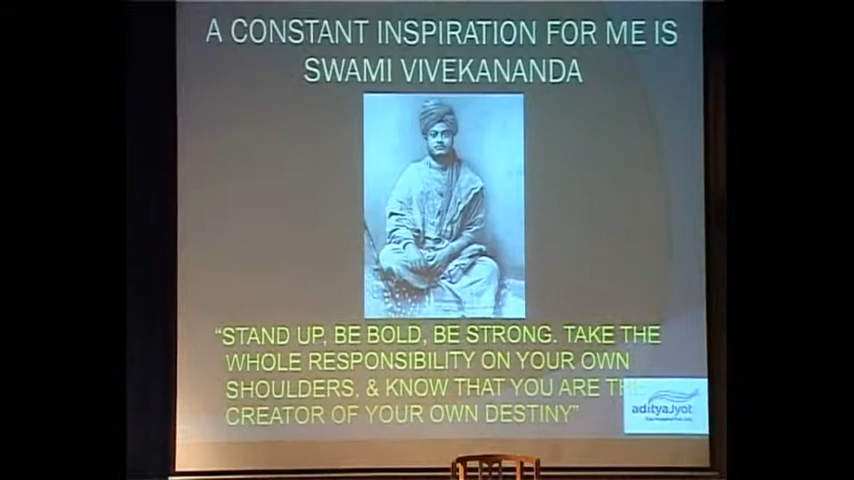 A CONSTANT INSPIRATION FOR ME IS
SWAMI VIVEKANANDA
“STAND UP, BE BOLD, BE STRONG. TAKE THE
WHOLE RESPONSIBILITY ON YOUR OWN
SHOULDERS, & KNOW THAT YOU ARE THE
CREATOR OF YOUR OWN DESTINY”
adityaJyot